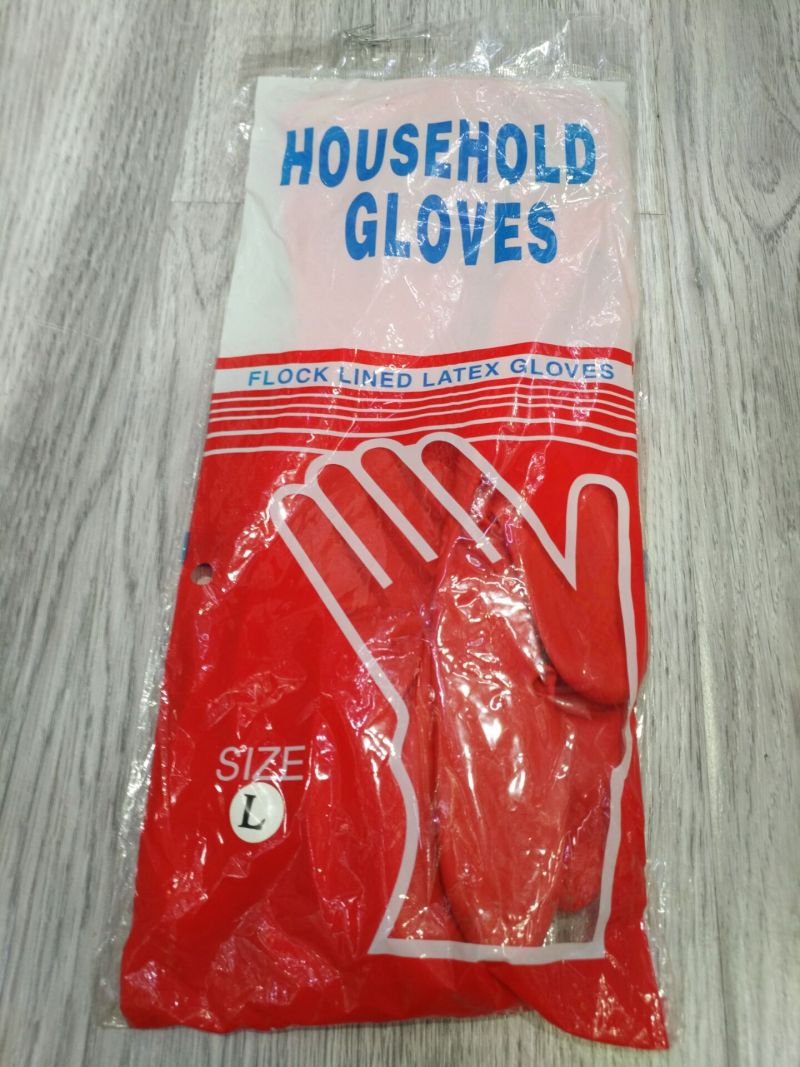 HOUSEHOLD
GLOVES
FLOCK LINED LATEX GLOVES
SIZE
L